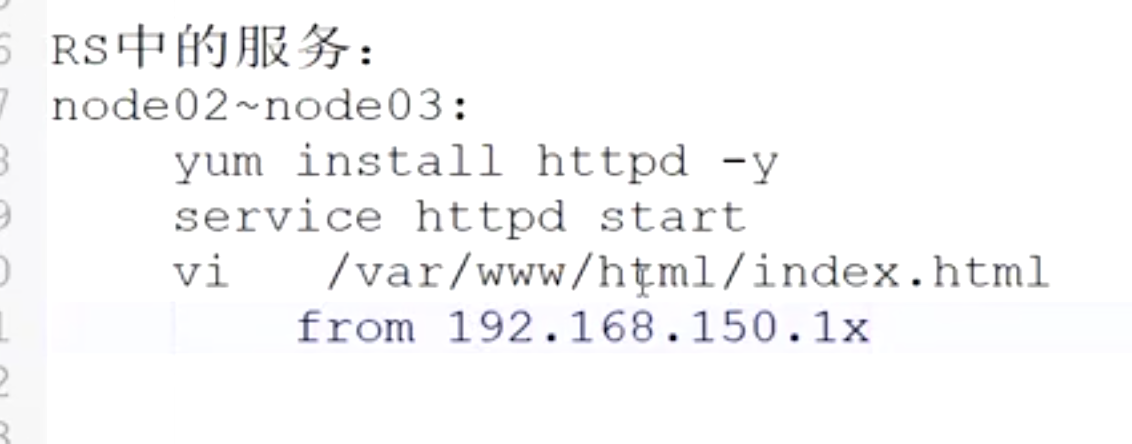 RS中的服务：
node02~node03:
yum install httpd -y
service httpd start
vi   /var/www/html/index.html
from 192.168.150.1x